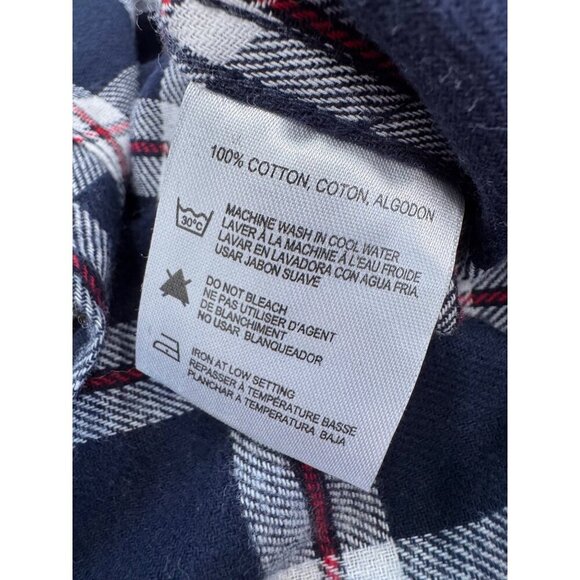 100% COTTON, COTON, ALGODON
30°C
MACHINE WASH IN COOL WATER
LAVER À LA MACHINE À L'EAU FROIDE
LAVAR EN LAVADORA CON AGUA FRIA,
USAR JABON SUAVE
DO NOT BLEACH
NE PAS UTILISER D'AGENT
DE BLANCHIMENT
NO USAR BLANQUEADOR
IRON AT LOW SETTING
REPASSER À TEMPÈRATURE BASSE
PLANCHAR A TEMPERATURA BAJA